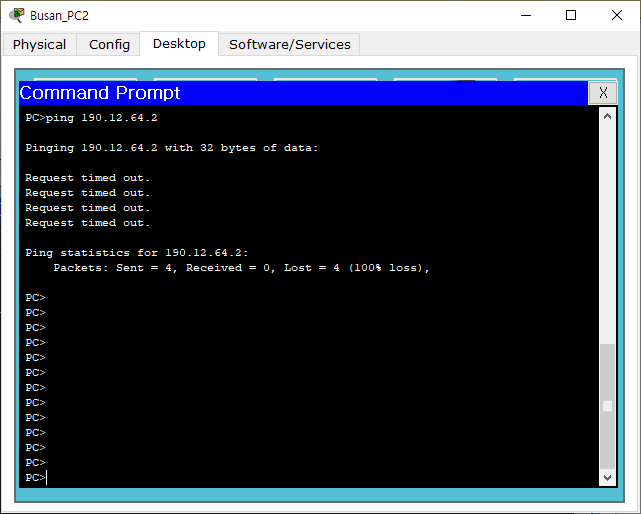 Busan_PC2
Physical Config Desktop Software/Services
Command Prompt X
PC>ping 190.12.64.2
Pinging 190.12.64.2 with 32 bytes of data:
Request timed out.
Request timed out.
Request timed out.
Request timed out.
Ping statistics for 190.12.64.2:
Packets: Sent = 4, Received = 0, Lost = 4 (100% loss),
PC>
PC>
PC>
PC>
PC>
PC>
PC>
PC>
PC>
PC>
PC>
PC>
PC>